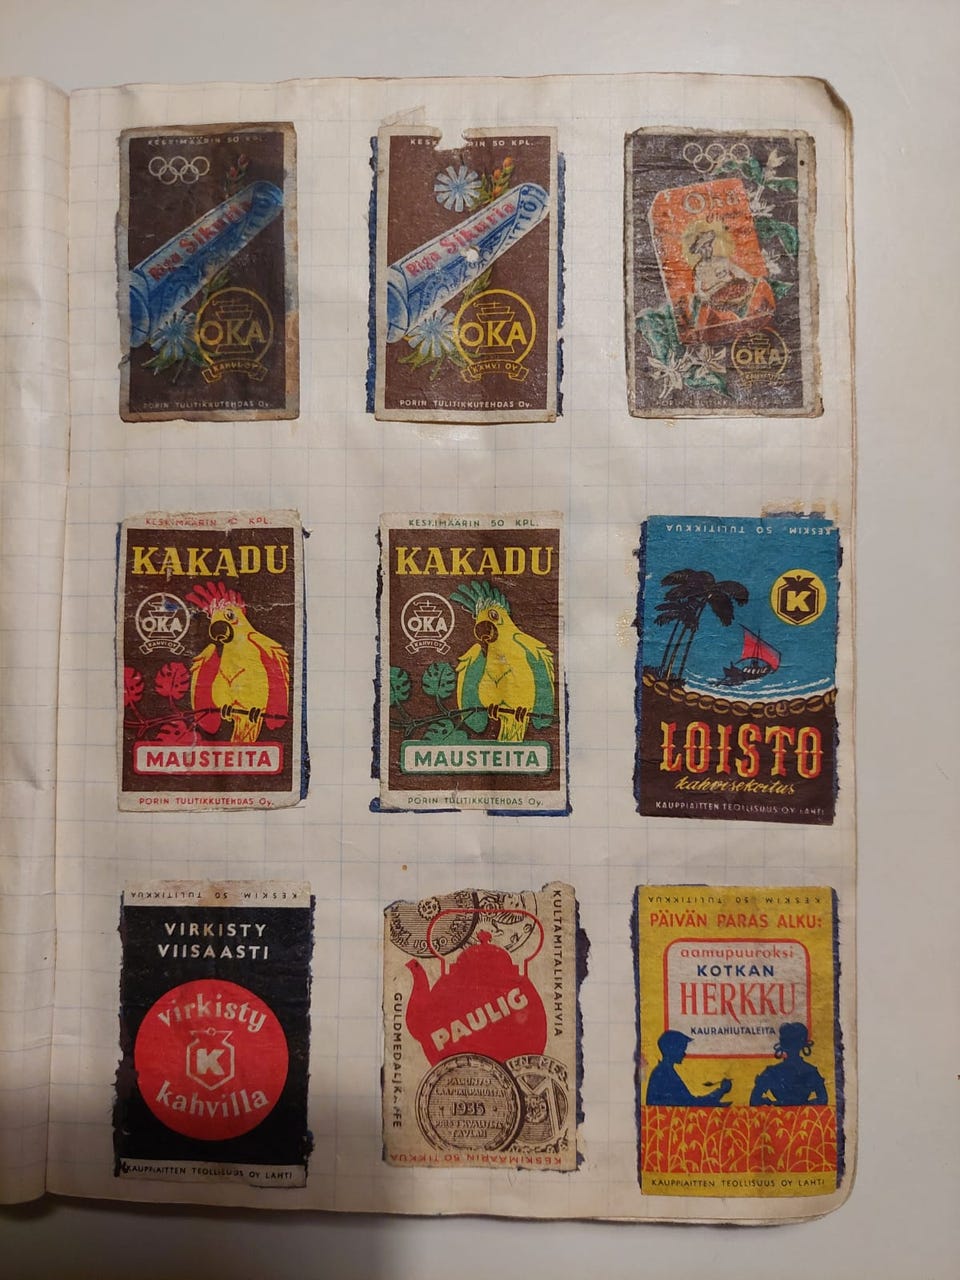 KESKIMÄÄRIN 50 KPL.
Riga Sikuria
OKA
KAHVI OY
PORIN TULITIKKUTEHDAS Oy.
KESKIMÄÄRIN 50 KPL.
Riga Sikuria
OKA
KAHVI OY
PORIN TULITIKKUTEHDAS Oy.
Oka
OKA
KESKIMÄÄRIN KPL.
KAKADU
OKA
KAHVI OY
MAUSTEITA
PORIN TULITIKKUTEHDAS Oy.
KESKIMÄÄRIN 50 KPL.
KAKADU
OKA
KAHVI OY
MAUSTEITA
PORIN TULITIKKUTEHDAS Oy.
KESKIM 50 TULITIKKUA
K
LOISTO
kahvisekoitus
KAUPPIAITTEN TEOLLISUUS OY LAHTI
KESKIM 50 TULITIKKUA
VIRKISTY
VIISAASTI
virkisty
K
kahvilla
KAUPPIAITTEN TEOLLISUUS OY LAHTI
1930
KULTAMITALIKAHVIA
GULDMEDALJKAFFE
PAULIG
1935
KESKIMÄÄRIN 50 TIKKUA
KESKIM 50 TULITIKKUA
PÄIVÄN PARAS ALKU:
aamupuuroksi
KOTKAN
HERKKU
KAURAHIUTALEITA
KAUPPIAITTEN TEOLLISUUS OY LAHTI